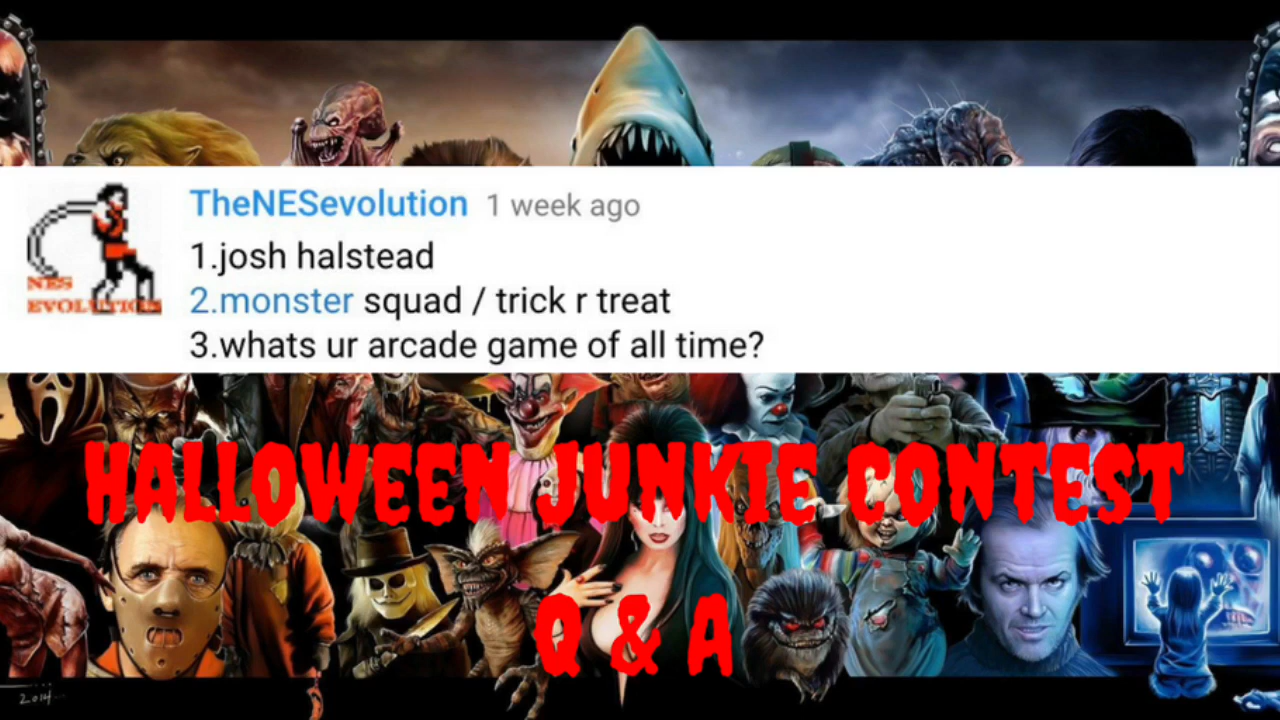 TheNESevolution 1 week ago
1.josh halstead
2.monster squad / trick r treat
3.whats ur arcade game of all time?
NES
EVOLUTION
HALLOWEEN JUNKIE CONTEST
Q & A
2014